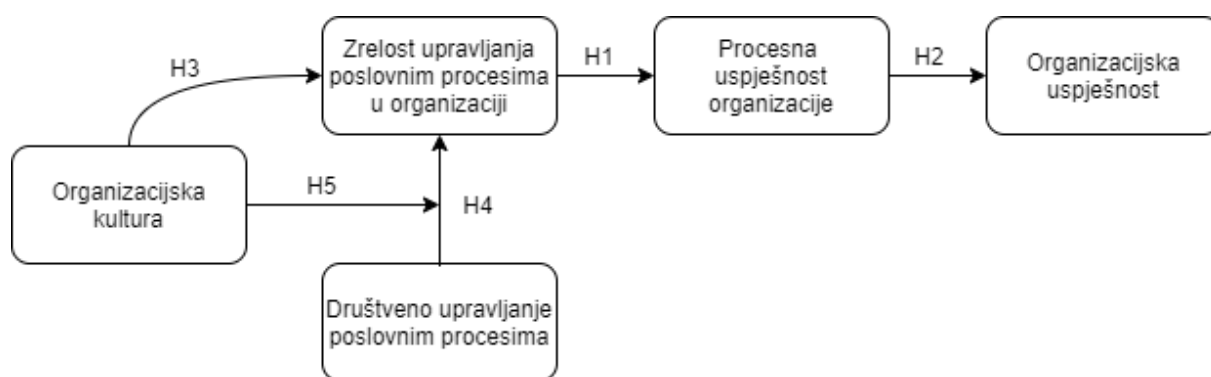 Zrelost upravljanja
poslovnim procesima
u organizaciji
H1
Procesna
uspješnost
organizacije
H2
Organizacijska
uspješnost
H3
Organizacijska
kultura
H5
H4
Društveno upravljanje
poslovnim procesima